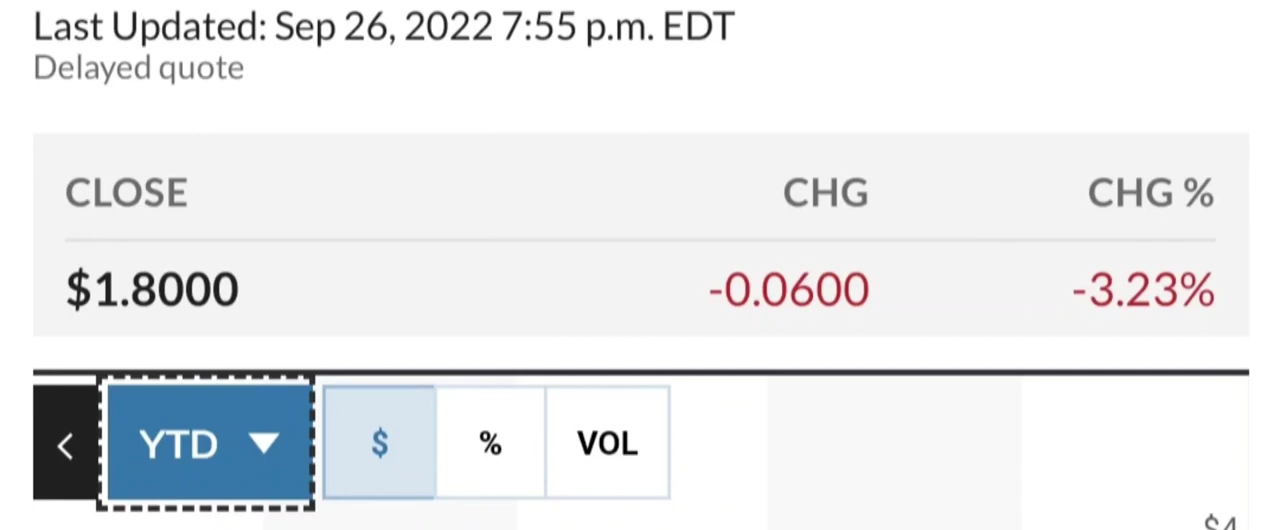 Last Updated: Sep 26, 2022 7:55 p.m. EDT
Delayed quote
CLOSE CHG CHG %
$1.8000 -0.0600 -3.23%
YTD $ % VOL
$4